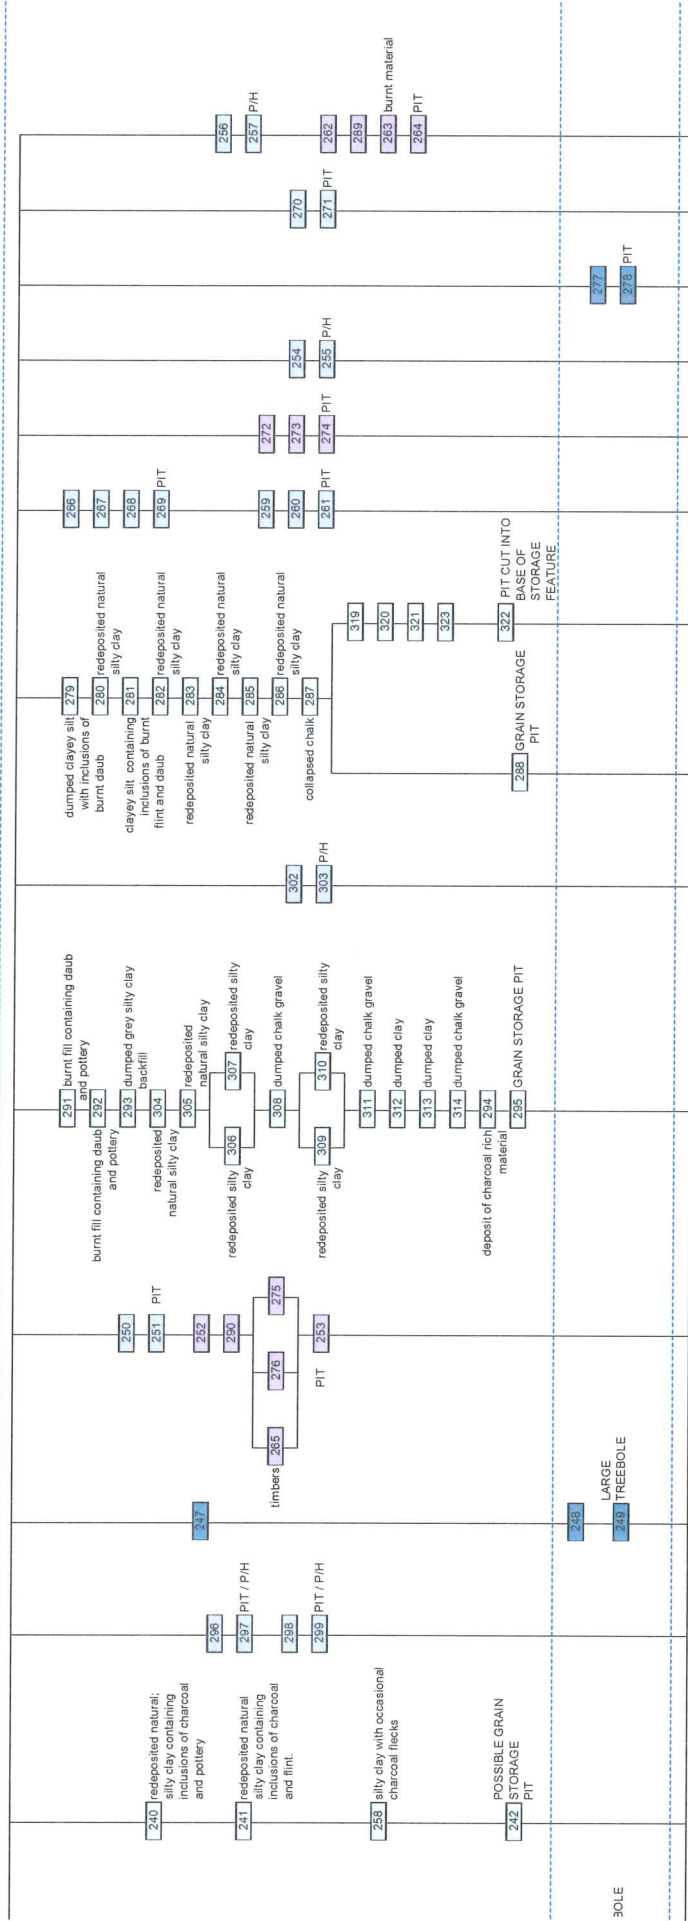 240
redeposited natural;
silty clay containing
inclusions of charcoal
and pottery
241
redeposited natural
silty clay containing
inclusions of charcoal
and flint.
258
silty clay with occasional
charcoal flecks
POSSIBLE GRAIN
STORAGE
PIT
242
BOLE
296
297 PIT / P/H
298
299 PIT / P/H
247
248
LARGE
TREEBOLE
249
250
251
PIT
252
290
timbers
265
276
275
PIT
253
291
burnt fill containing daub
and pottery
292
burnt fill containing daub
and pottery
293
dumped grey silty clay
backfill
304
redeposited
natural silty clay
305
redeposited
natural silty clay
306
redeposited silty
clay
307
redeposited silty
clay
308 dumped chalk gravel
309
redeposited silty
clay
310
redeposited silty
clay
311 dumped chalk gravel
312 dumped clay
313 dumped clay
314 dumped chalk gravel
294
deposit of charcoal rich
material
295 GRAIN STORAGE PIT
302
303 P/H
279
dumped clayey silt
with inclusions of
burnt daub
280
redeposited natural
silty clay
281
clayey silt containing
inclusions of burnt
flint and daub
282
redeposited natural
silty clay
283
redeposited natural
silty clay
284
redeposited natural
silty clay
285
redeposited natural
silty clay
286
redeposited natural
silty clay
287
collapsed chalk
288
GRAIN STORAGE
PIT
319
320
321
323
322
PIT CUT INTO
BASE OF
STORAGE
FEATURE
266
267
268
269 PIT
259
260
261 PIT
272
273
274 PIT
254
255 P/H
277
278 PIT
270
271 PIT
256
257 P/H
262
289
263 burnt material
264 PIT